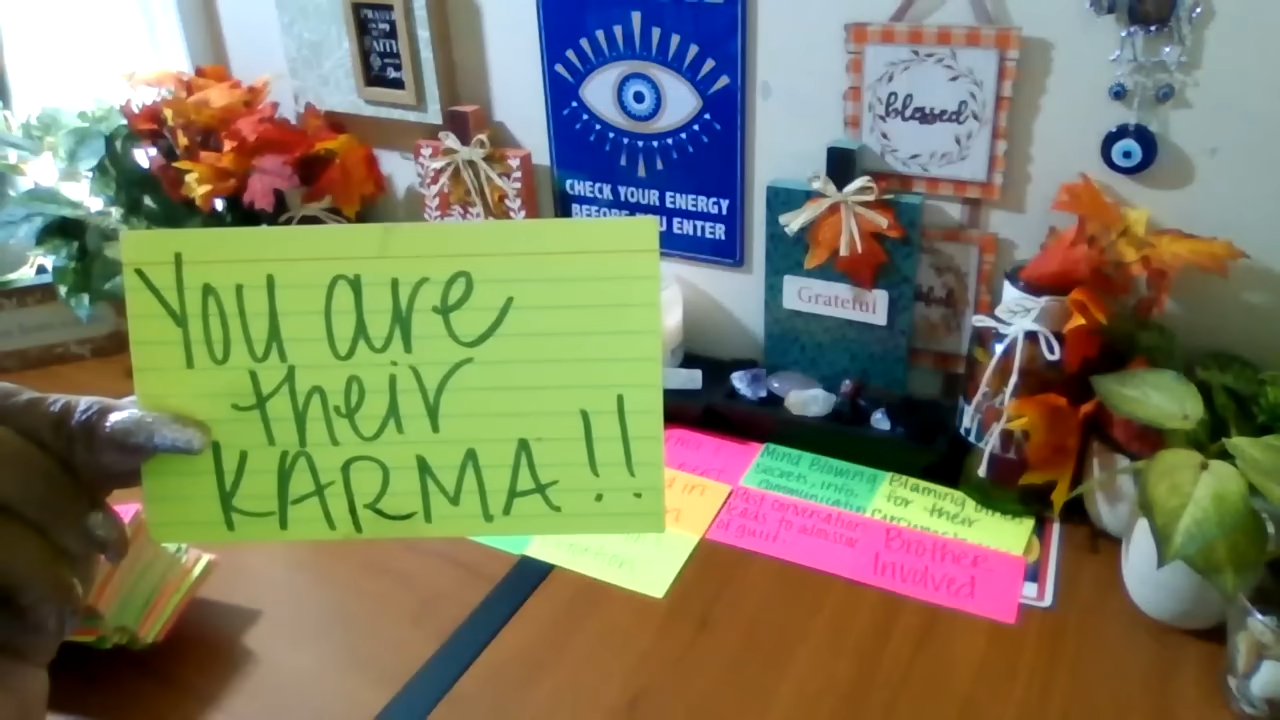 You are
their
KARMA!!
CHECK YOUR ENERGY
BEFORE YOU ENTER
blessed
Grateful
FAITH
Mind Blowing
secrets, info,
communication
Blaming others
for their
Past conversation
leads to admission
of guilt.
Brother
Involved